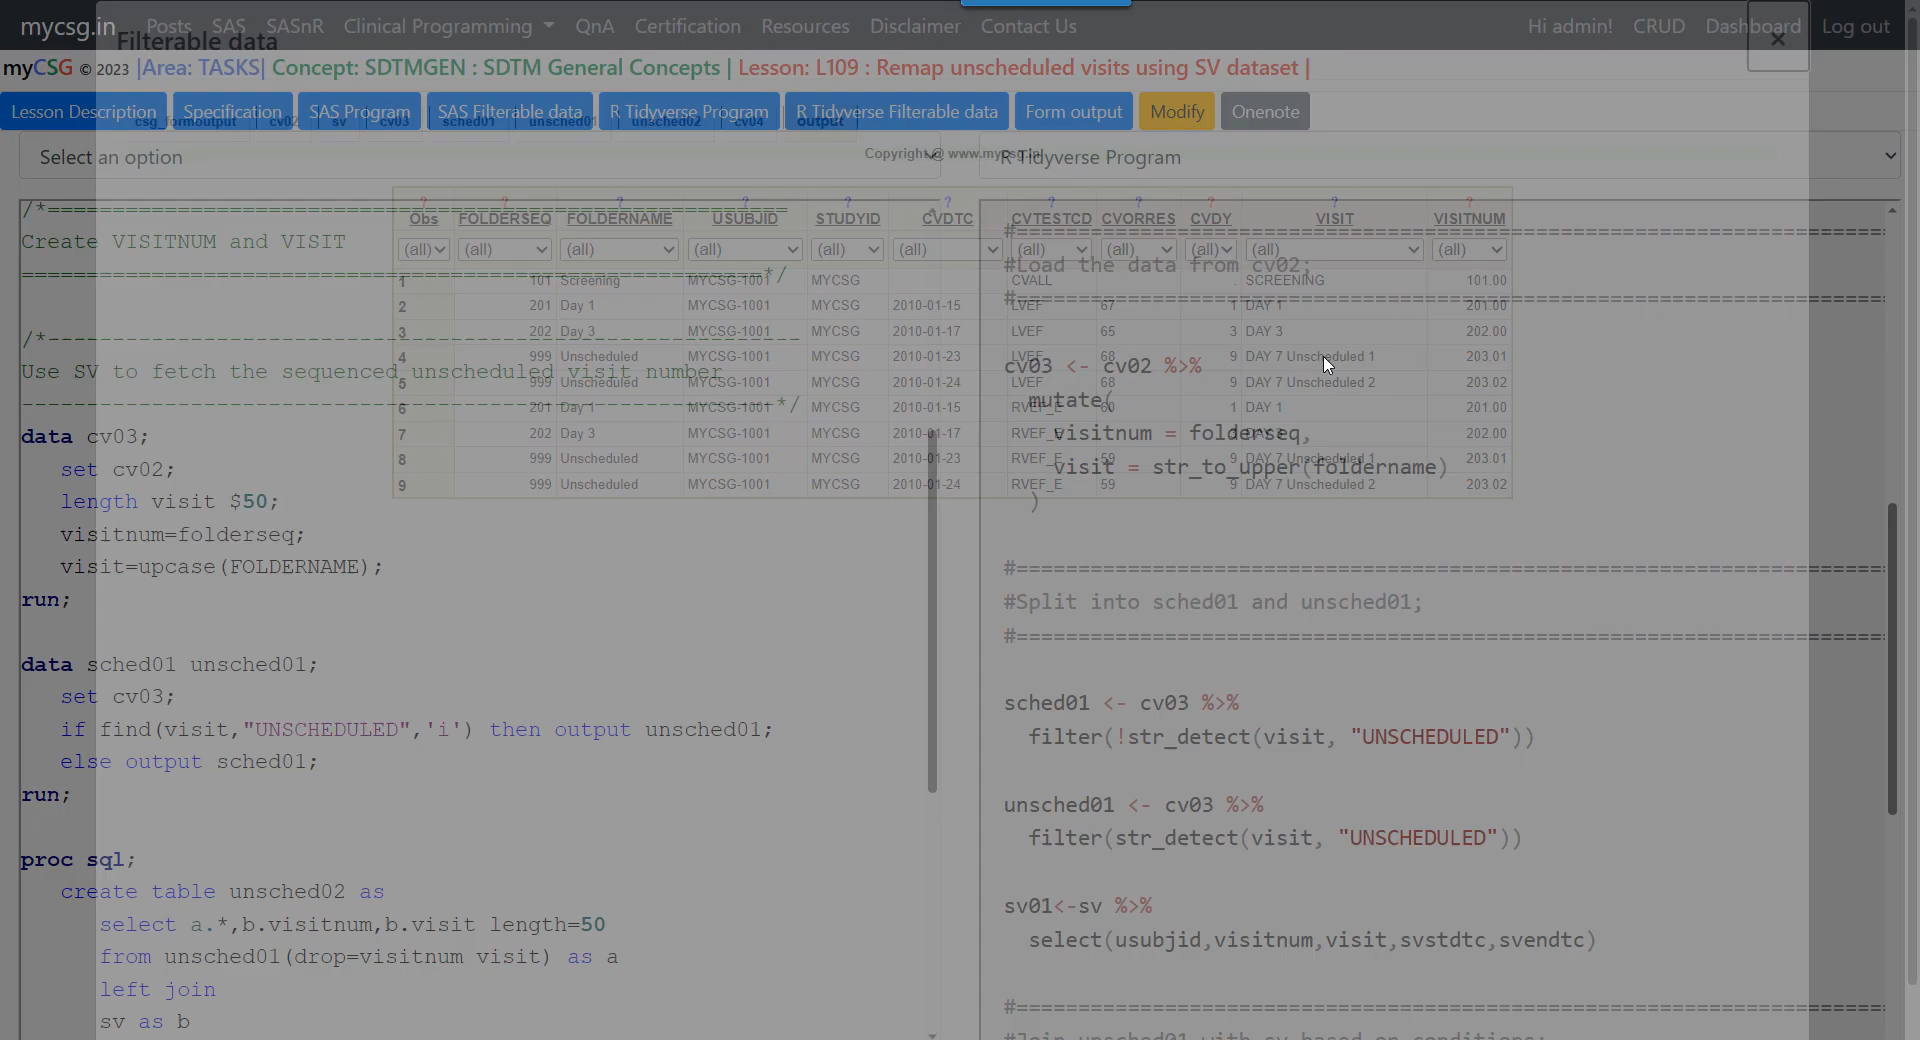 mycsg.in Posts SAS SASnR Clinical Programming QnA Certification Resources Disclaimer Contact Us Hi admin! CRUD Dashboard Log out
Filterable data ×
myCSG © 2023 |Area: TASKS| Concept: SDTMGEN : SDTM General Concepts | Lesson: L109 : Remap unscheduled visits using SV dataset |
Lesson Description Specification SAS Program SAS Filterable data R Tidyverse Program R Tidyverse Filterable data Form output Modify Onenote
csg_formoutput | cv02 | sv | cv03 | sched01 | unsched01 | unsched02 | cv04 | output
Select an option R Tidyverse Program
Copyright @ www.mycsg.in
? ? ? ? ? ? ? ? ? ? ?
Obs FOLDERSEQ FOLDERNAME USUBJID STUDYID CVDTC CVTESTCD CVORRES CVDY VISIT VISITNUM
(all) (all) (all) (all) (all) (all) (all) (all) (all) (all) (all)
1 101 Screening MYCSG-1001 MYCSG CVALL . SCREENING 101.00
2 201 Day 1 MYCSG-1001 MYCSG 2010-01-15 LVEF 67 1 DAY 1 201.00
3 202 Day 3 MYCSG-1001 MYCSG 2010-01-17 LVEF 65 3 DAY 3 202.00
4 999 Unscheduled MYCSG-1001 MYCSG 2010-01-23 LVEF 68 9 DAY 7 Unscheduled 1 203.01
5 999 Unscheduled MYCSG-1001 MYCSG 2010-01-24 LVEF 68 9 DAY 7 Unscheduled 2 203.02
6 201 Day 1 MYCSG-1001 MYCSG 2010-01-15 RVEF_E 60 1 DAY 1 201.00
7 202 Day 3 MYCSG-1001 MYCSG 2010-01-17 RVEF_E 3 DAY 3 202.00
8 999 Unscheduled MYCSG-1001 MYCSG 2010-01-23 RVEF_E 59 9 DAY 7 Unscheduled 1 203.01
9 999 Unscheduled MYCSG-1001 MYCSG 2010-01-24 RVEF_E 59 9 DAY 7 Unscheduled 2 203.02
/*=========================================================
Create VISITNUM and VISIT
=========================================================*/
/*----------------------------------------------------------
Use SV to fetch the sequenced unscheduled visit number
----------------------------------------------------------*/
data cv03;
set cv02;
length visit $50;
visitnum=folderseq;
visit=upcase(FOLDERNAME);
run;
data sched01 unsched01;
set cv03;
if find(visit,"UNSCHEDULED",'i') then output unsched01;
else output sched01;
run;
proc sql;
create table unsched02 as
select a.*,b.visitnum,b.visit length=50
from unsched01(drop=visitnum visit) as a
left join
sv as b
#=======================================================================
#Load the data from cv02;
#=======================================================================
cv03 <- cv02 %>%
mutate(
visitnum = folderseq,
visit = str_to_upper(foldername)
)
#=======================================================================
#Split into sched01 and unsched01;
#=======================================================================
sched01 <- cv03 %>%
filter(!str_detect(visit, "UNSCHEDULED"))
unsched01 <- cv03 %>%
filter(str_detect(visit, "UNSCHEDULED"))
sv01<-sv %>%
select(usubjid,visitnum,visit,svstdtc,svendtc)
#=======================================================================
#Join unsched01 with sv based on conditions;